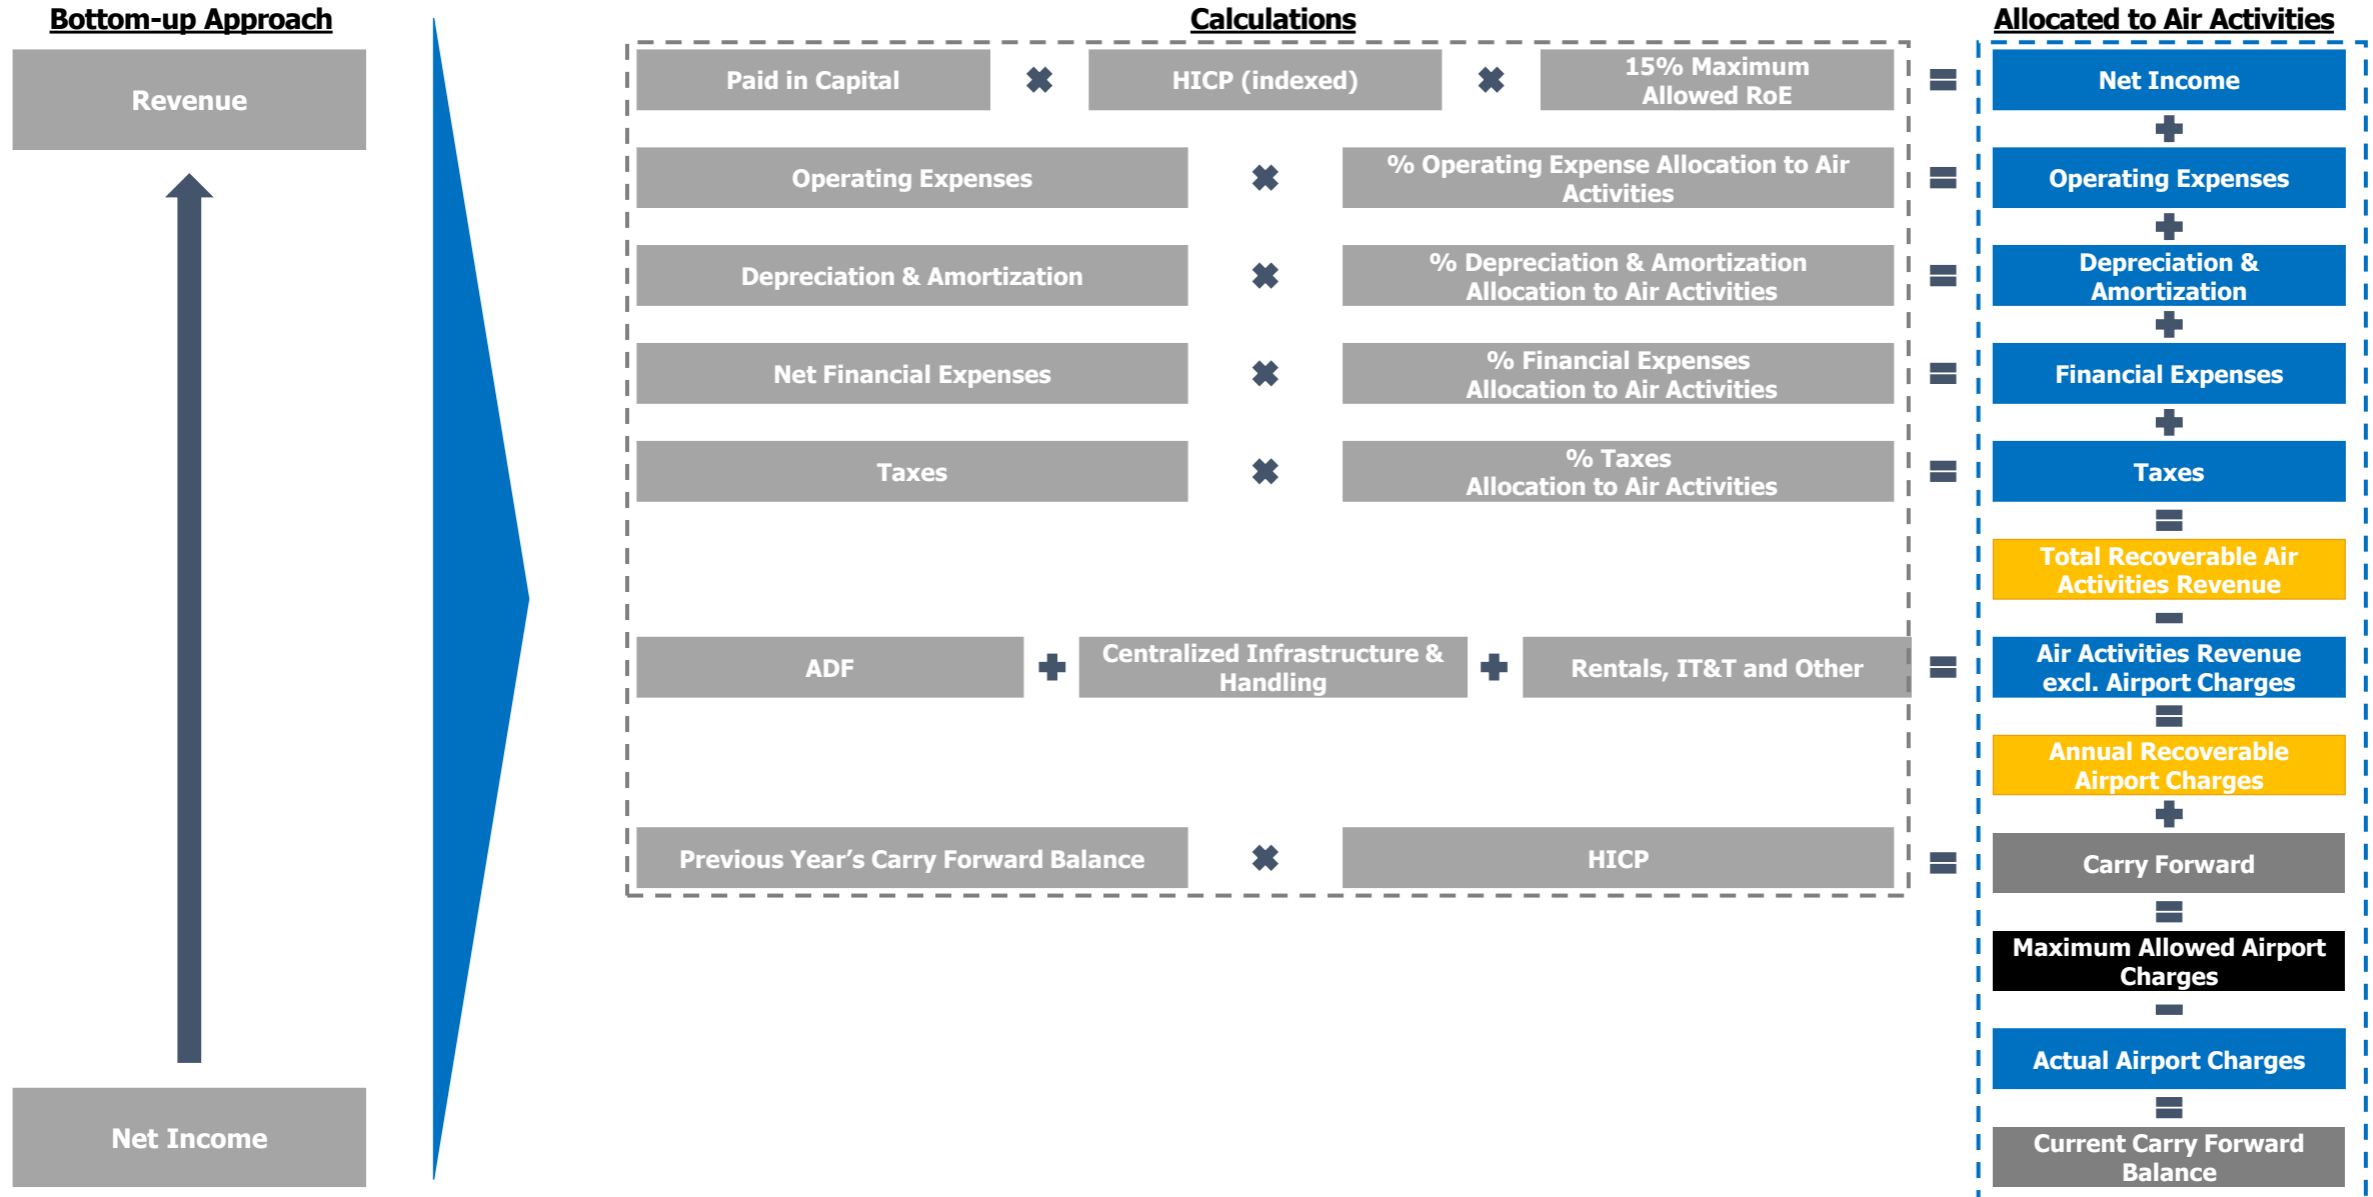 Bottom-up Approach
Calculations
Allocated to Air Activities
Revenue
Paid in Capital
HICP (indexed)
15% Maximum
Allowed RoE
Net Income
Operating Expenses
% Operating Expense Allocation to Air
Activities
Operating Expenses
Depreciation & Amortization
% Depreciation & Amortization
Allocation to Air Activities
Depreciation &
Amortization
Net Financial Expenses
% Financial Expenses
Allocation to Air Activities
Financial Expenses
Taxes
% Taxes
Allocation to Air Activities
Taxes
Total Recoverable Air
Activities Revenue
ADF
Centralized Infrastructure &
Handling
Rentals, IT&T and Other
Air Activities Revenue
excl. Airport Charges
Annual Recoverable
Airport Charges
Previous Year’s Carry Forward Balance
HICP
Carry Forward
Maximum Allowed Airport
Charges
Actual Airport Charges
Net Income
Current Carry Forward
Balance